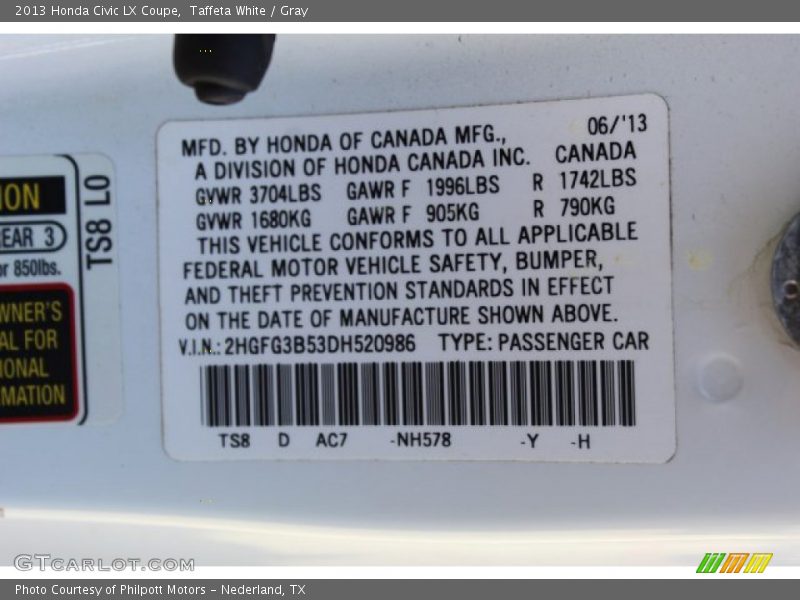 2013 Honda Civic LX Coupe, Taffeta White / Gray
ION
EAR 3
or 850lbs.
WNER'S
AL FOR
IONAL
MATION
TS8 L0
06/'13
MFD. BY HONDA OF CANADA MFG.,
A DIVISION OF HONDA CANADA INC. CANADA
GVWR 3704LBS GAWR F 1996LBS R 1742LBS
GVWR 1680KG GAWR F 905KG R 790KG
THIS VEHICLE CONFORMS TO ALL APPLICABLE
FEDERAL MOTOR VEHICLE SAFETY, BUMPER,
AND THEFT PREVENTION STANDARDS IN EFFECT
ON THE DATE OF MANUFACTURE SHOWN ABOVE.
V.I.N.: 2HGFG3B53DH520986 TYPE: PASSENGER CAR
TS8 D AC7 -NH578 -Y -H
GTCARLOT.COM
Photo Courtesy of Philpott Motors - Nederland, TX